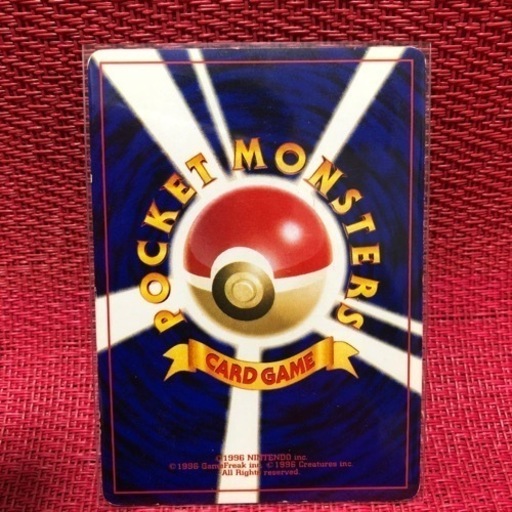 POCKET MONSTERS
CARD GAME
©1996 NINTENDO inc.
©1996 GameFreak inc. ©1996 Creatures inc.
All Rights reserved.